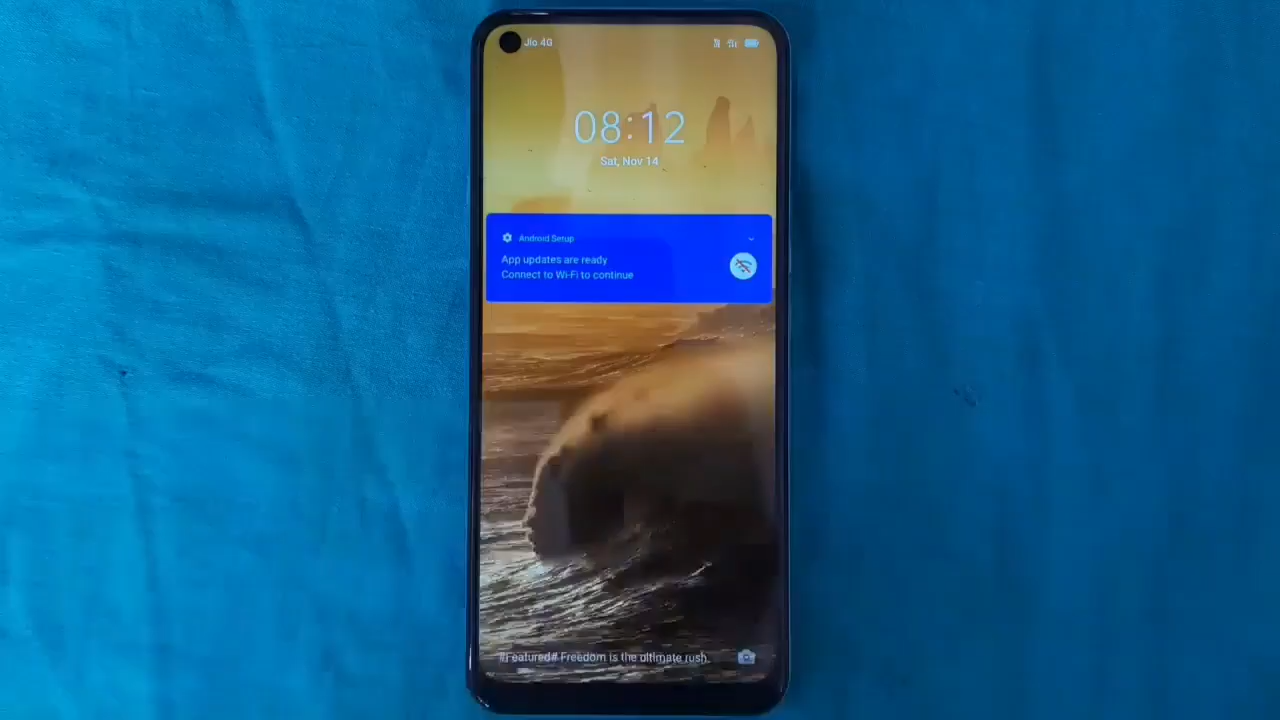 Jio 4G
08:12
Sat, Nov 14
Android Setup
App updates are ready
Connect to Wi-Fi to continue
#Featured# Freedom is the ultimate rush.